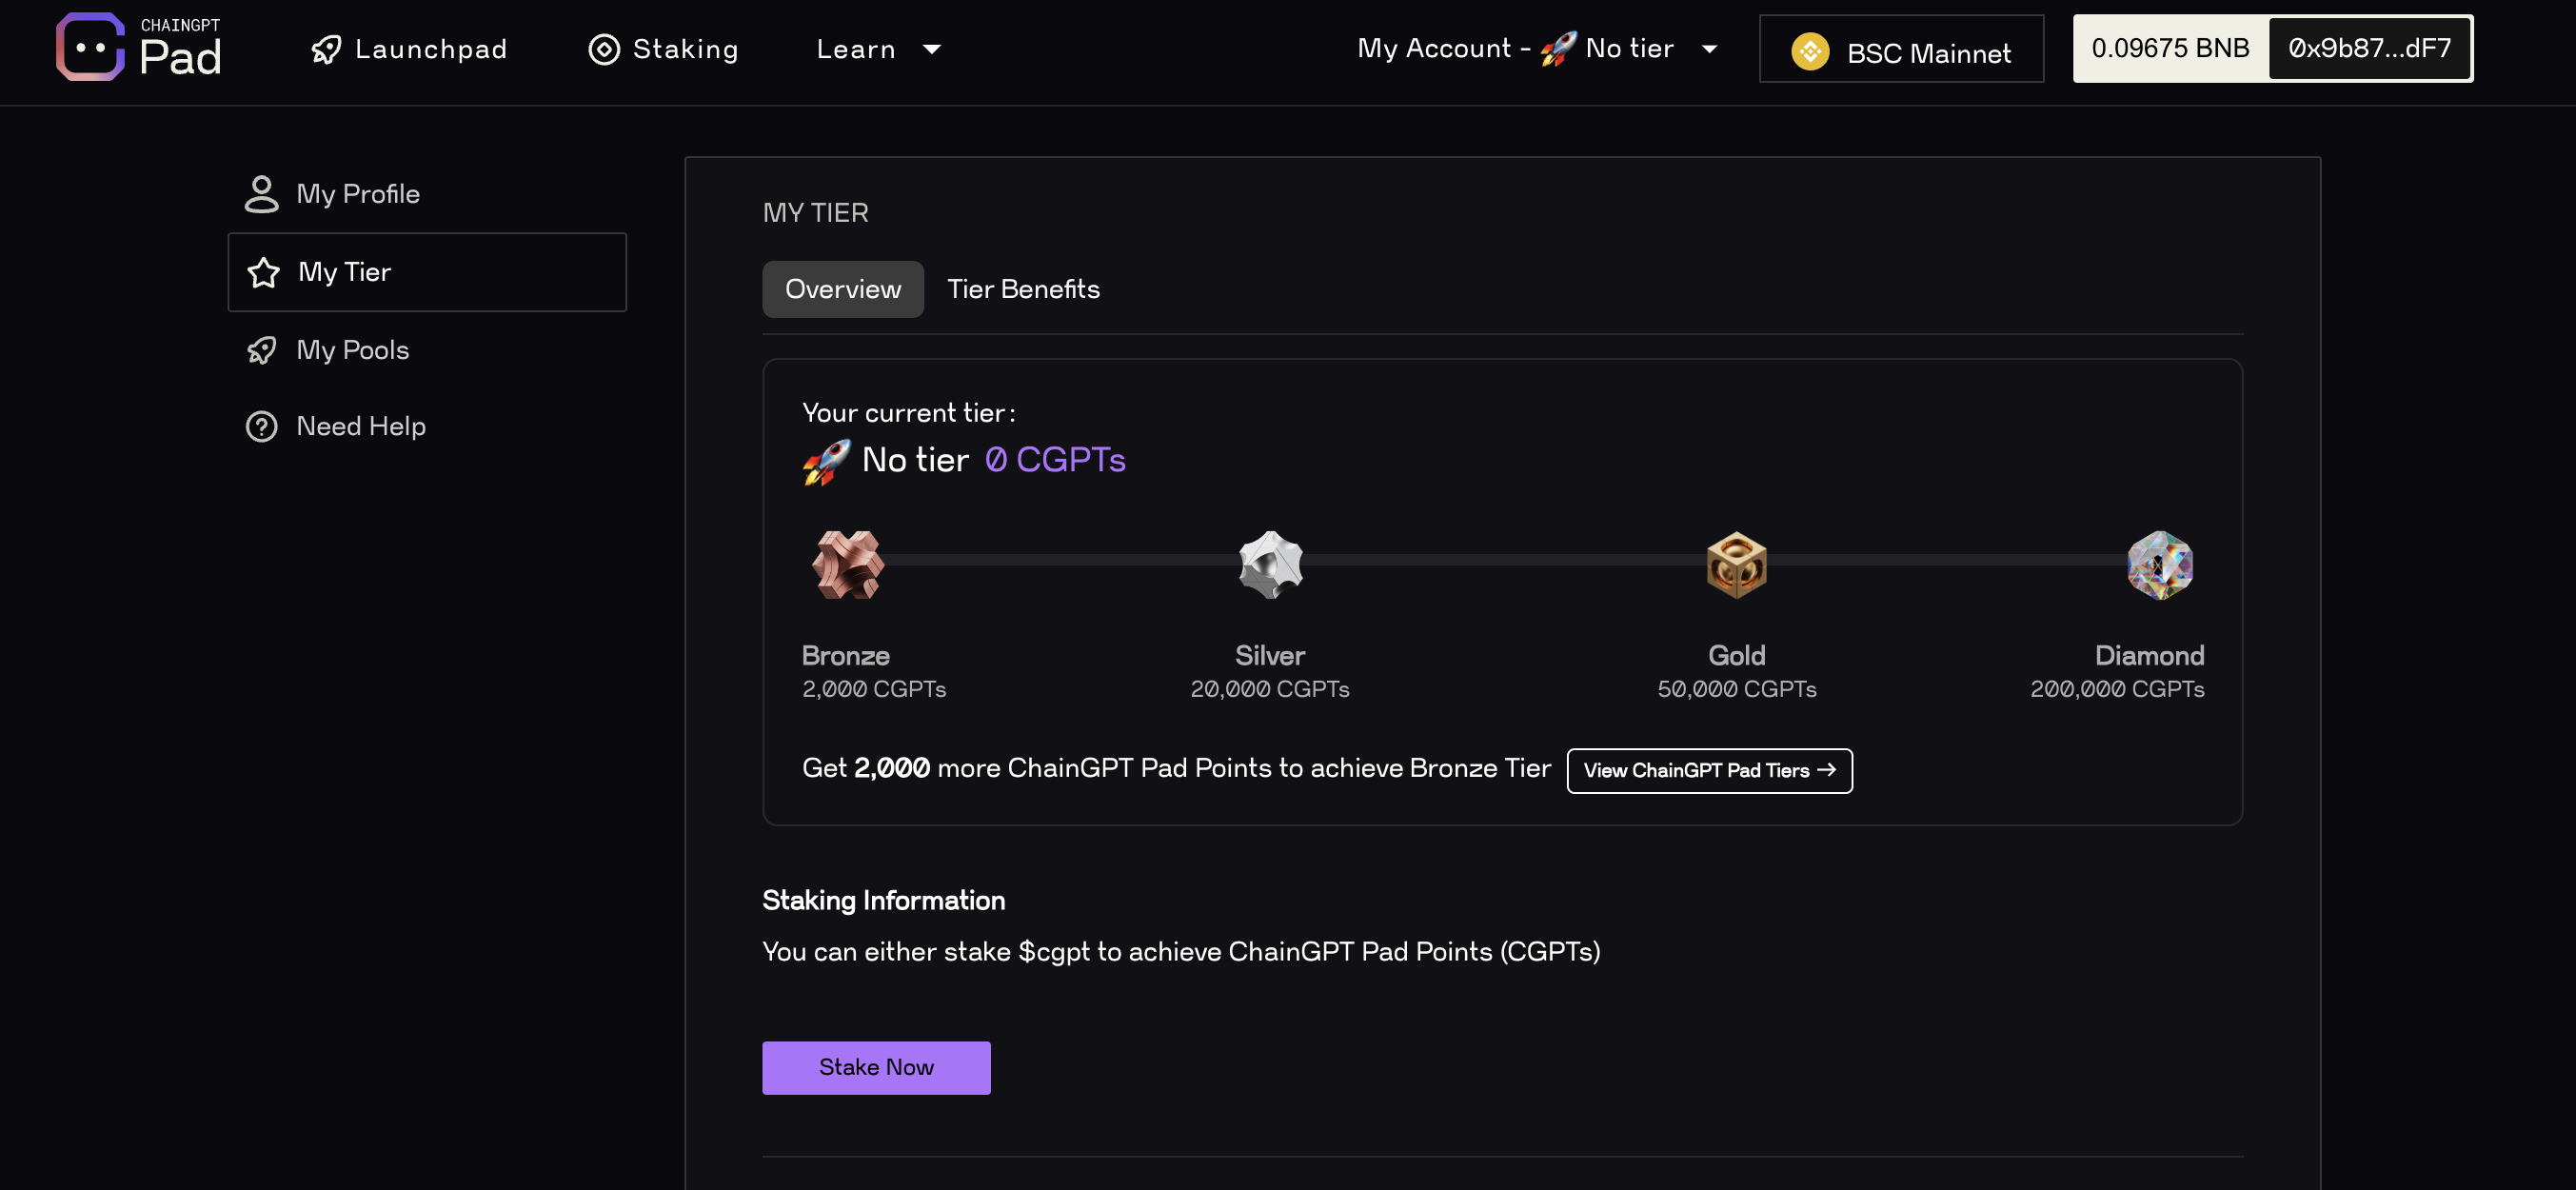 CHAINGPT
Pad
Launchpad
Staking
Learn
My Account - 🚀 No tier
BSC Mainnet
0.09675 BNB
0x9b87...dF7
My Profile
My Tier
My Pools
Need Help
MY TIER
Overview
Tier Benefits
Your current tier:
🚀 No tier 0 CGPTs
Bronze
2,000 CGPTs
Silver
20,000 CGPTs
Gold
50,000 CGPTs
Diamond
200,000 CGPTs
Get 2,000 more ChainGPT Pad Points to achieve Bronze Tier
View ChainGPT Pad Tiers →
Staking Information
You can either stake $cgpt to achieve ChainGPT Pad Points (CGPTs)
Stake Now